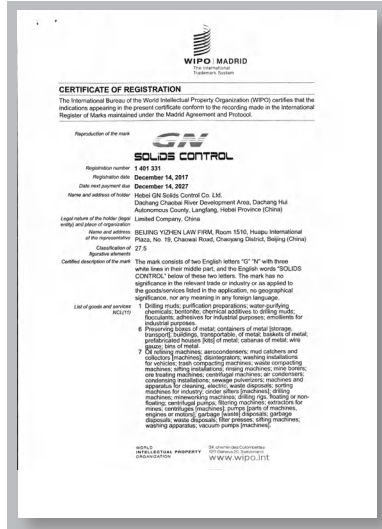 WIPO | MADRID
The International
Trademark System
CERTIFICATE OF REGISTRATION
The International Bureau of the World Intellectual Property Organization (WIPO) certifies that the
indications appearing in the present certificate conform to the recording made in the International
Register of Marks maintained under the Madrid Agreement and Protocol.
Reproduction of the mark
GN
SOLIDS CONTROL
Registration number 1 401 331
Registration date December 14, 2017
Date next payment due December 14, 2027
Name and address of holder Hebei GN Solids Control Co. Ltd.
Dachang Chaobai River Development Area, Dachang Hui
Autonomous County, Langfang, Hebei Province (China)
Legal nature of the holder (legal Limited Company, China
entity) and place of organization
Name and address BEIJING YIZHEN LAW FIRM, Room 1510, Huapu International
of the representative Plaza, No. 19, Chaowai Road, Chaoyang District, Beijing (China)
Classification of 27.5
figurative elements
Certified description of the mark The mark consists of two English letters "G" "N" with three
white lines in their middle part, and the English words "SOLIDS
CONTROL" below of these two letters. The mark has no
significance in the relevant trade or industry or as applied to
the goods/services listed in the application, no geographical
significance, nor any meaning in any foreign language.
List of goods and services 1 Drilling muds; purification preparations; water-purifying
NCL(11) chemicals; bentonite; chemical additives to drilling muds;
flocculants; adhesives for industrial purposes; emollients for
industrial purposes.
6 Preserving boxes of metal; containers of metal [storage,
transport]; buildings, transportable, of metal; baskets of metal;
prefabricated houses [kits] of metal; cabanas of metal; wire
gauze; bins of metal.
7 Oil refining machines; aerocondensers; mud catchers and
collectors [machines]; disintegrators; washing installations
for vehicles; trash compacting machines; waste compacting
machines; sifting installations; rinsing machines; mine borers;
ore treating machines; centrifugal machines; air condensers;
condensing installations; sewage pulverizers; machines and
apparatus for cleaning, electric; waste disposals; sorting
machines for industry; cinder sifters [machines]; drilling
machines; mineworking machines; drilling rigs, floating or non-
floating; centrifugal pumps; filtering machines; extractors for
mines; centrifuges [machines]; pumps [parts of machines,
engines or motors]; garbage [waste] disposals; garbage
disposals; waste disposals; filter presses; sifting machines;
washing apparatus; vacuum pumps [machines].
WORLD
INTELLECTUAL PROPERTY
ORGANIZATION
34, chemin des Colombettes
1211 Geneva 20, Switzerland
www.wipo.int